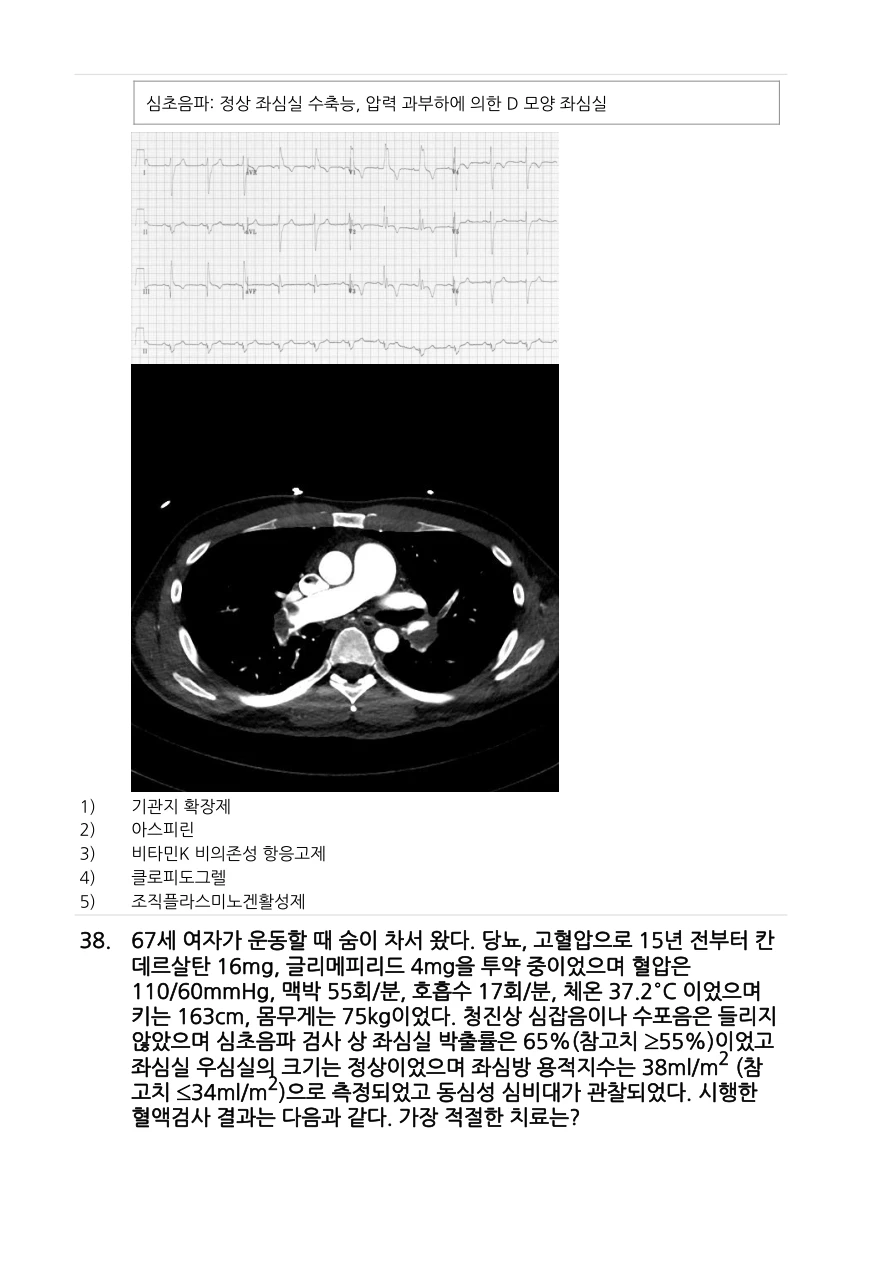 심초음파: 정상 좌심실 수축능, 압력 과부하에 의한 D 모양 좌심실
I aVR V1 V4
II aVL V2 V5
III aVF V3 V6
II
1) 기관지 확장제
2) 아스피린
3) 비타민K 비의존성 항응고제
4) 클로피도그렐
5) 조직플라스미노겐활성제
38. 67세 여자가 운동할 때 숨이 차서 왔다. 당뇨, 고혈압으로 15년 전부터 칸
데르살탄 16mg, 글리메피리드 4mg을 투약 중이었으며 혈압은
110/60mmHg, 맥박 55회/분, 호흡수 17회/분, 체온 37.2°C 이었으며
키는 163cm, 몸무게는 75kg이었다. 청진상 심잡음이나 수포음은 들리지
않았으며 심초음파 검사 상 좌심실 박출률은 65%(참고치 ≥55%)이었고
좌심실 우심실의 크기는 정상이었으며 좌심방 용적지수는 38ml/m² (참
고치 ≤34ml/m²)으로 측정되었고 동심성 심비대가 관찰되었다. 시행한
혈액검사 결과는 다음과 같다. 가장 적절한 치료는?